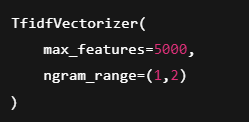 TfidfVectorizer(
    max_features=5000,
    ngram_range=(1,2)
)